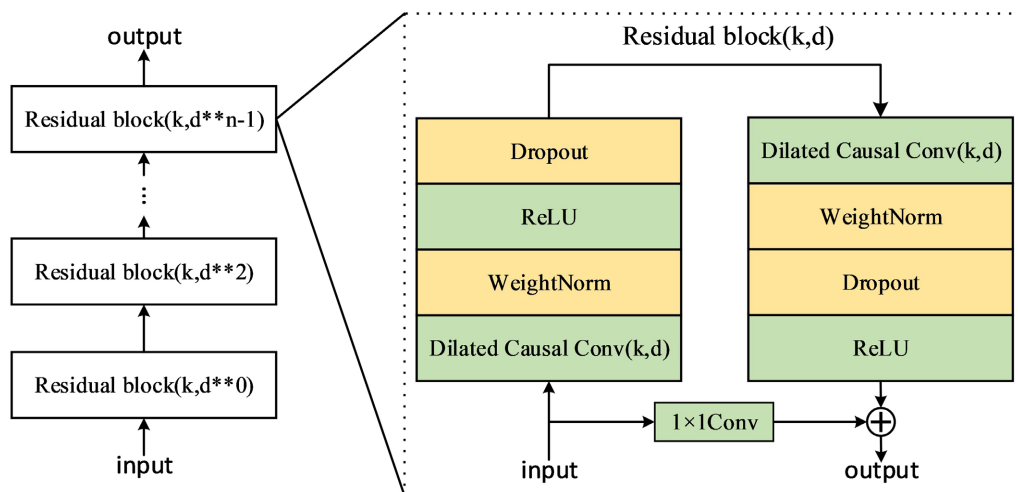 output
Residual block(k,d**n-1)
...
Residual block(k,d**2)
Residual block(k,d**0)
input
Residual block(k,d)
Dropout
ReLU
WeightNorm
Dilated Causal Conv(k,d)
Dilated Causal Conv(k,d)
WeightNorm
Dropout
ReLU
1×1Conv
+
input
output